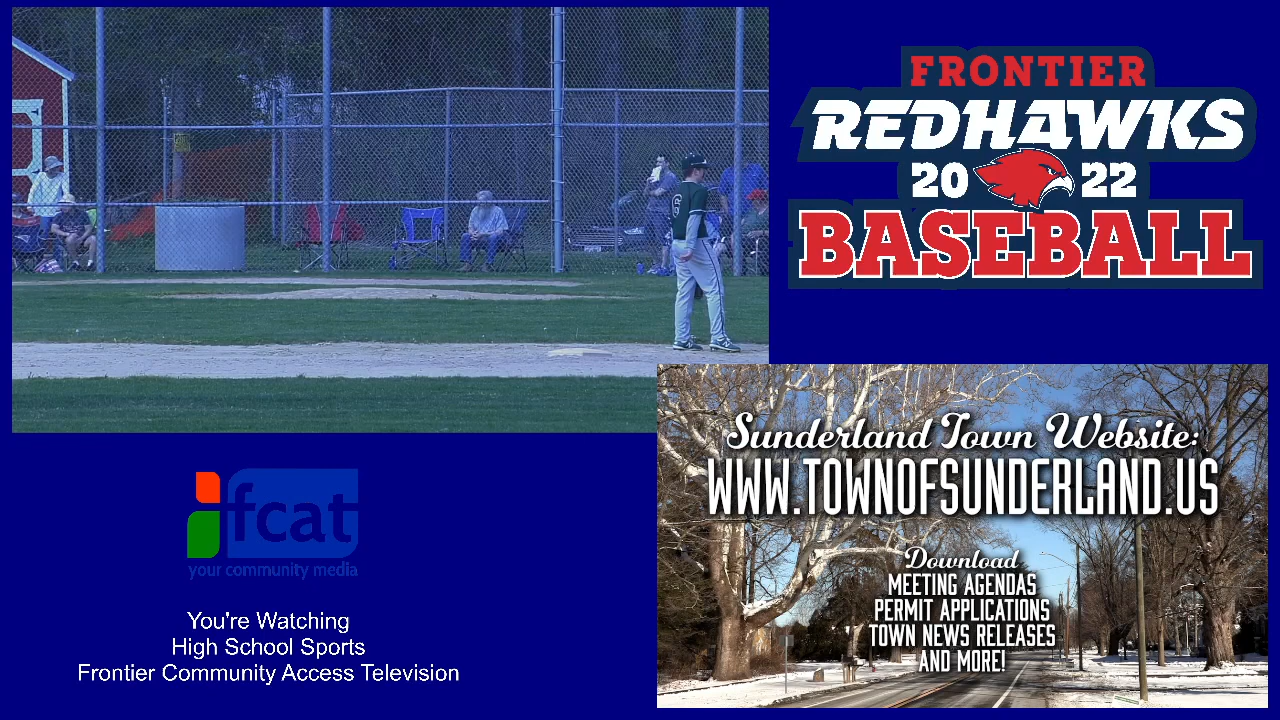 FRONTIER
REDHAWKS
20 22
BASEBALL
6
Sunderland Town Website:
WWW.TOWNOFSUNDERLAND.US
Download
MEETING AGENDAS
PERMIT APPLICATIONS
TOWN NEWS RELEASES
AND MORE!
fcat
your community media
You're Watching
High School Sports
Frontier Community Access Television